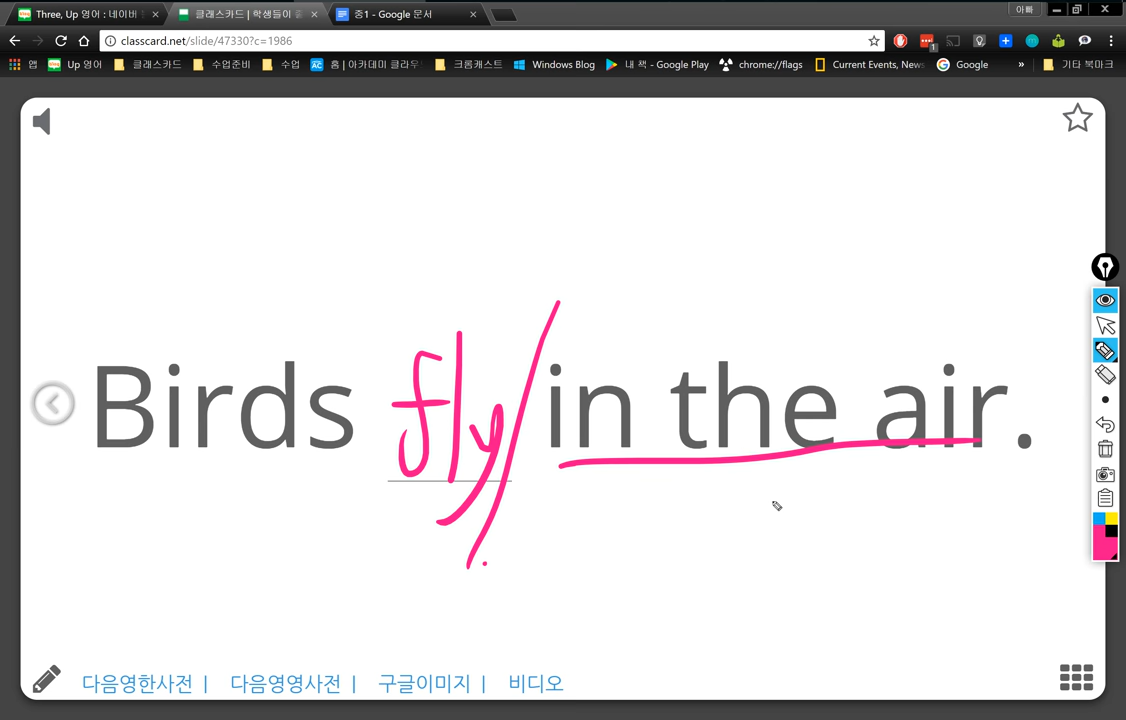 Three, Up 영어 : 네이버
클래스카드 | 학생들이 좋
중1 - Google 문서
아빠
classcard.net/slide/47330?c=1986
1
앱
Up 영어
클래스카드
수업준비
수업
홈 | 아카데미 클라우
크롬캐스트
Windows Blog
내 책 - Google Play
chrome://flags
Current Events, News
Google
»
기타 북마크
Birds fly / in the air.
다음영한사전 | 다음영영사전 | 구글이미지 | 비디오